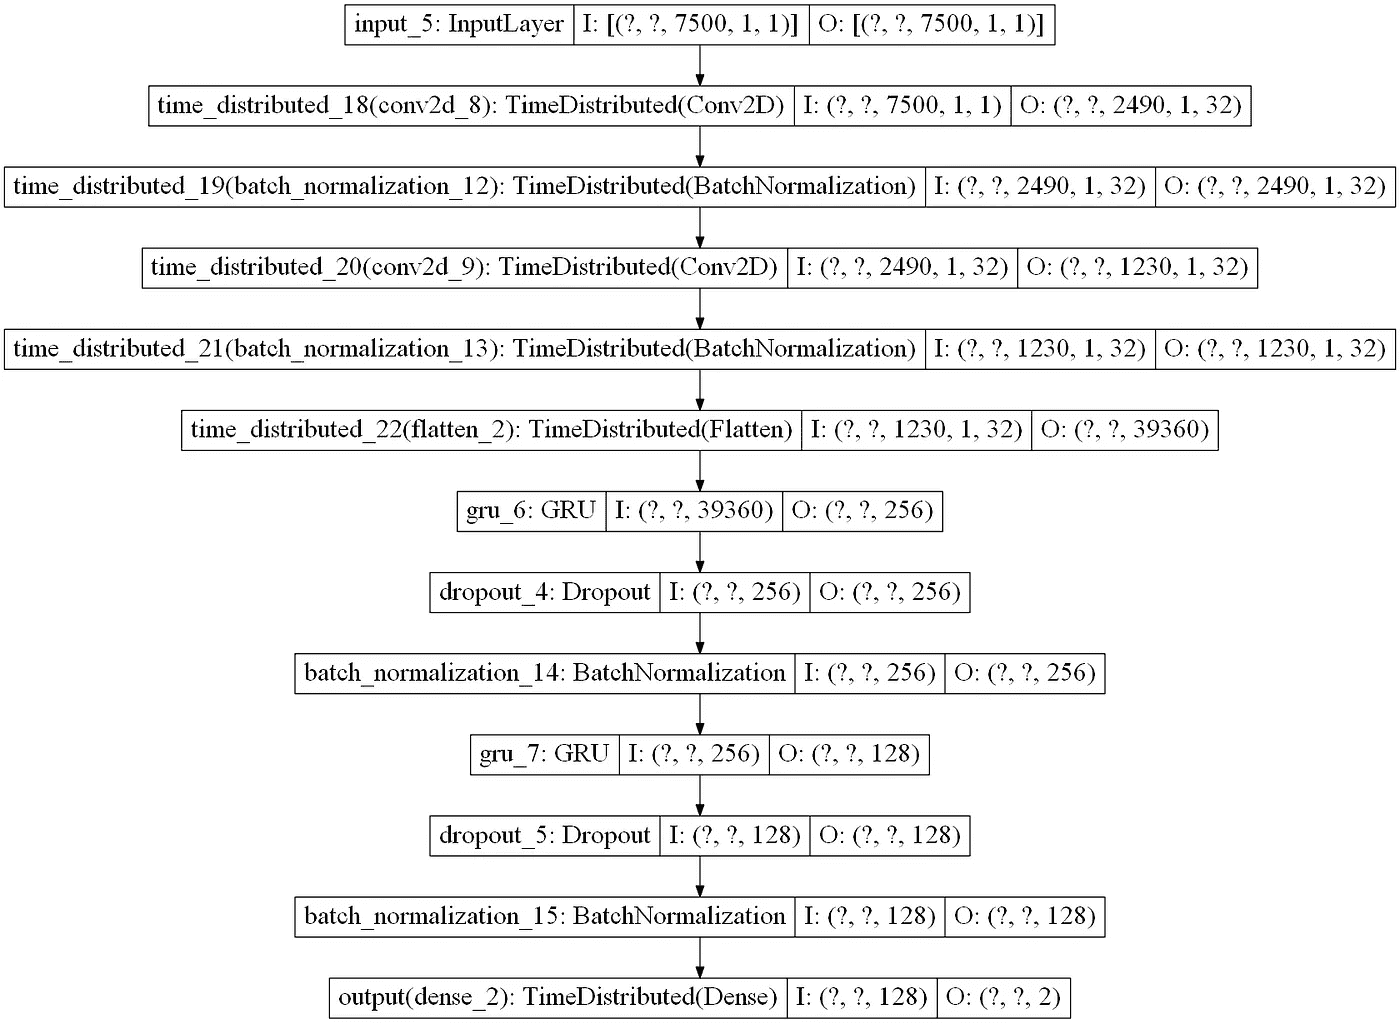 input_5: InputLayer I: [(?, ?, 7500, 1, 1)] O: [(?, ?, 7500, 1, 1)]
time_distributed_18(conv2d_8): TimeDistributed(Conv2D) I: (?, ?, 7500, 1, 1) O: (?, ?, 2490, 1, 32)
time_distributed_19(batch_normalization_12): TimeDistributed(BatchNormalization) I: (?, ?, 2490, 1, 32) O: (?, ?, 2490, 1, 32)
time_distributed_20(conv2d_9): TimeDistributed(Conv2D) I: (?, ?, 2490, 1, 32) O: (?, ?, 1230, 1, 32)
time_distributed_21(batch_normalization_13): TimeDistributed(BatchNormalization) I: (?, ?, 1230, 1, 32) O: (?, ?, 1230, 1, 32)
time_distributed_22(flatten_2): TimeDistributed(Flatten) I: (?, ?, 1230, 1, 32) O: (?, ?, 39360)
gru_6: GRU I: (?, ?, 39360) O: (?, ?, 256)
dropout_4: Dropout I: (?, ?, 256) O: (?, ?, 256)
batch_normalization_14: BatchNormalization I: (?, ?, 256) O: (?, ?, 256)
gru_7: GRU I: (?, ?, 256) O: (?, ?, 128)
dropout_5: Dropout I: (?, ?, 128) O: (?, ?, 128)
batch_normalization_15: BatchNormalization I: (?, ?, 128) O: (?, ?, 128)
output(dense_2): TimeDistributed(Dense) I: (?, ?, 128) O: (?, ?, 2)